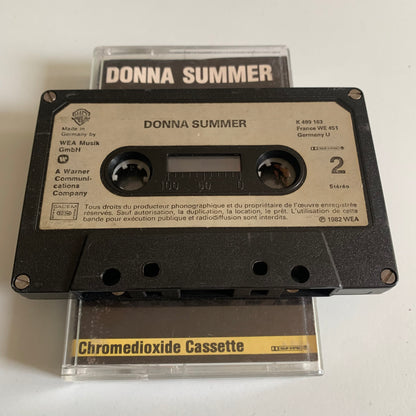 DONNA SUMMER
DONNA SUMMER
Made in
Germany by
WEA Musik
GmbH
& Warner
Communi-
cations
Company
K 499 163
France WE 451
Germany U
2
Stéréo
100 50
Tous droits du producteur phonographique et du propriétaire de l'œuvre enregistrée
réservés. Sauf autorisation, la duplication, la location, le prêt, L'utilisation de cette
bande pour exécution publique et radiodiffusion sont interdits.
℗ 1982 WEA
Chromedioxide Cassette